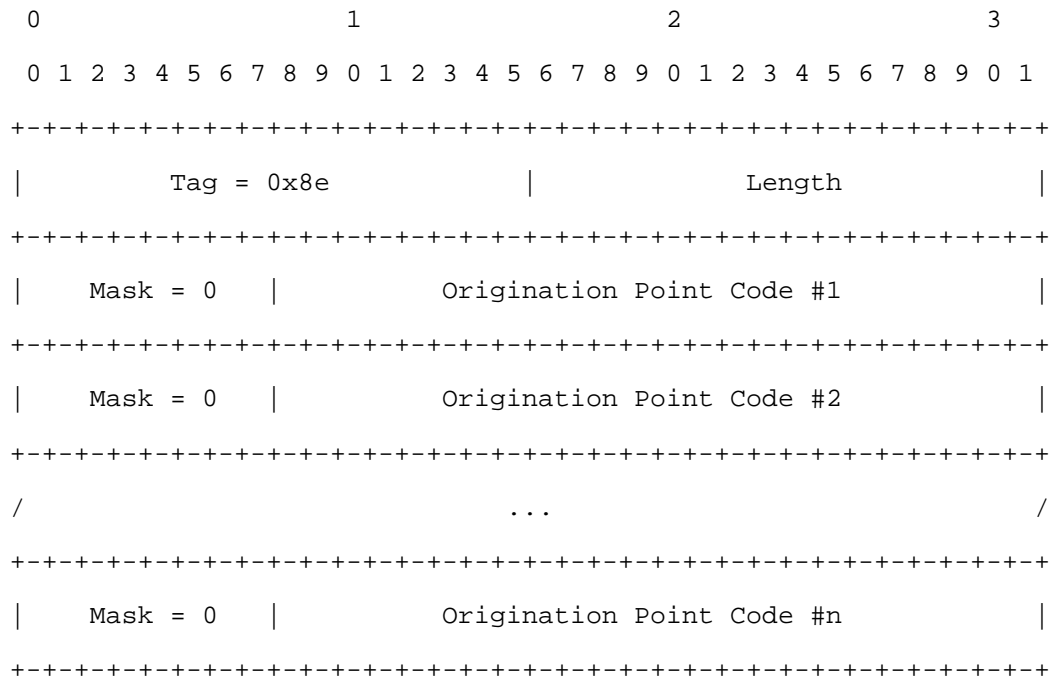 0                   1                   2                   3
0 1 2 3 4 5 6 7 8 9 0 1 2 3 4 5 6 7 8 9 0 1 2 3 4 5 6 7 8 9 0 1
+-+-+-+-+-+-+-+-+-+-+-+-+-+-+-+-+-+-+-+-+-+-+-+-+-+-+-+-+-+-+-+-+
|         Tag = 0x8e            |             Length            |
+-+-+-+-+-+-+-+-+-+-+-+-+-+-+-+-+-+-+-+-+-+-+-+-+-+-+-+-+-+-+-+-+
|    Mask = 0   |          Origination Point Code #1            |
+-+-+-+-+-+-+-+-+-+-+-+-+-+-+-+-+-+-+-+-+-+-+-+-+-+-+-+-+-+-+-+-+
|    Mask = 0   |          Origination Point Code #2            |
+-+-+-+-+-+-+-+-+-+-+-+-+-+-+-+-+-+-+-+-+-+-+-+-+-+-+-+-+-+-+-+-+
/                              ...                              /
+-+-+-+-+-+-+-+-+-+-+-+-+-+-+-+-+-+-+-+-+-+-+-+-+-+-+-+-+-+-+-+-+
|    Mask = 0   |          Origination Point Code #n            |
+-+-+-+-+-+-+-+-+-+-+-+-+-+-+-+-+-+-+-+-+-+-+-+-+-+-+-+-+-+-+-+-+